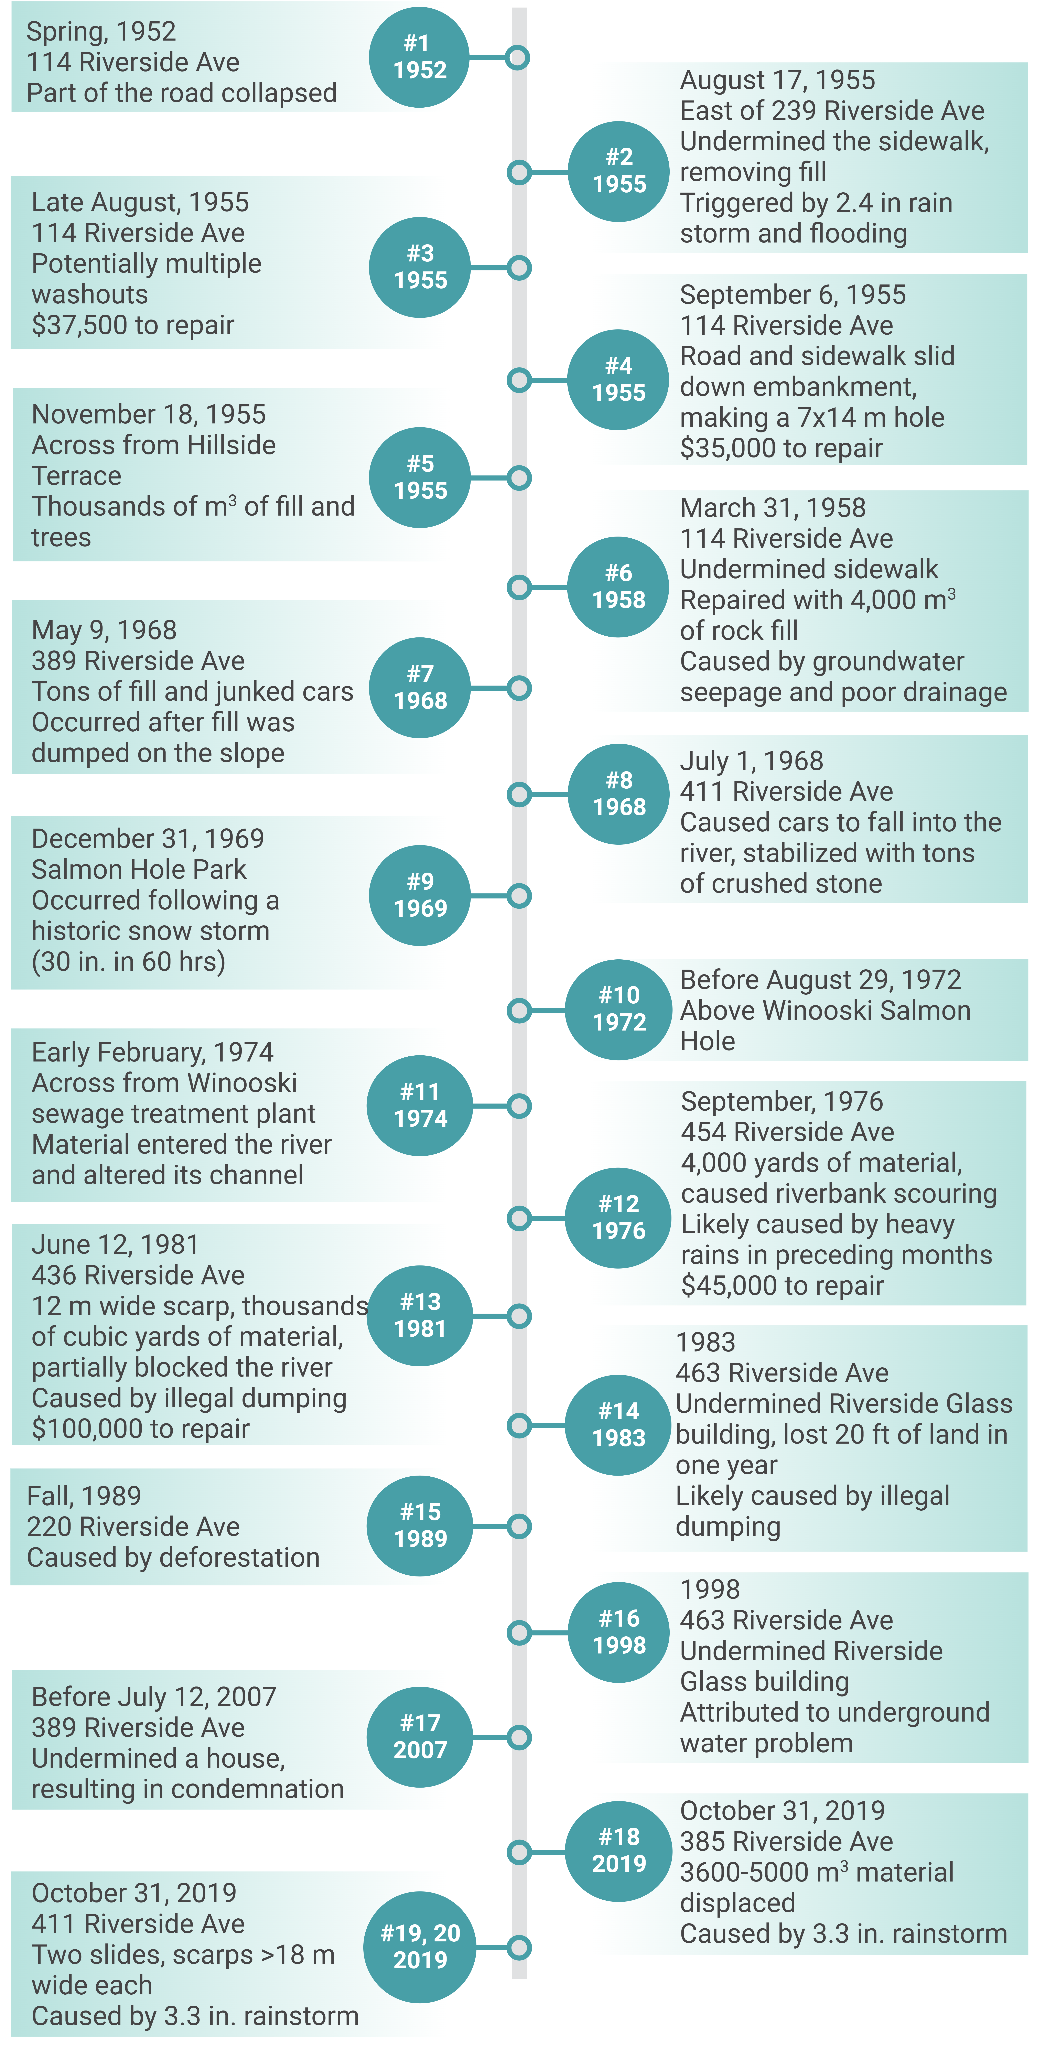 Spring, 1952
114 Riverside Ave
Part of the road collapsed
#1
1952
August 17, 1955
East of 239 Riverside Ave
Undermined the sidewalk,
removing fill
Triggered by 2.4 in rain
storm and flooding
#2
1955
Late August, 1955
114 Riverside Ave
Potentially multiple
washouts
$37,500 to repair
#3
1955
September 6, 1955
114 Riverside Ave
Road and sidewalk slid
down embankment,
making a 7x14 m hole
$35,000 to repair
#4
1955
November 18, 1955
Across from Hillside
Terrace
Thousands of m³ of fill and
trees
#5
1955
March 31, 1958
114 Riverside Ave
Undermined sidewalk
Repaired with 4,000 m³
of rock fill
Caused by groundwater
seepage and poor drainage
#6
1958
May 9, 1968
389 Riverside Ave
Tons of fill and junked cars
Occurred after fill was
dumped on the slope
#7
1968
July 1, 1968
411 Riverside Ave
Caused cars to fall into the
river, stabilized with tons
of crushed stone
#8
1968
December 31, 1969
Salmon Hole Park
Occurred following a
historic snow storm
(30 in. in 60 hrs)
#9
1969
Before August 29, 1972
Above Winooski Salmon
Hole
#10
1972
Early February, 1974
Across from Winooski
sewage treatment plant
Material entered the river
and altered its channel
#11
1974
September, 1976
454 Riverside Ave
4,000 yards of material,
caused riverbank scouring
Likely caused by heavy
rains in preceding months
$45,000 to repair
#12
1976
June 12, 1981
436 Riverside Ave
12 m wide scarp, thousands
of cubic yards of material,
partially blocked the river
Caused by illegal dumping
$100,000 to repair
#13
1981
1983
463 Riverside Ave
Undermined Riverside Glass
building, lost 20 ft of land in
one year
Likely caused by illegal
dumping
#14
1983
Fall, 1989
220 Riverside Ave
Caused by deforestation
#15
1989
1998
463 Riverside Ave
Undermined Riverside
Glass building
Attributed to underground
water problem
#16
1998
Before July 12, 2007
389 Riverside Ave
Undermined a house,
resulting in condemnation
#17
2007
October 31, 2019
385 Riverside Ave
3600-5000 m³ material
displaced
Caused by 3.3 in. rainstorm
#18
2019
October 31, 2019
411 Riverside Ave
Two slides, scarps >18 m
wide each
Caused by 3.3 in. rainstorm
#19, 20
2019